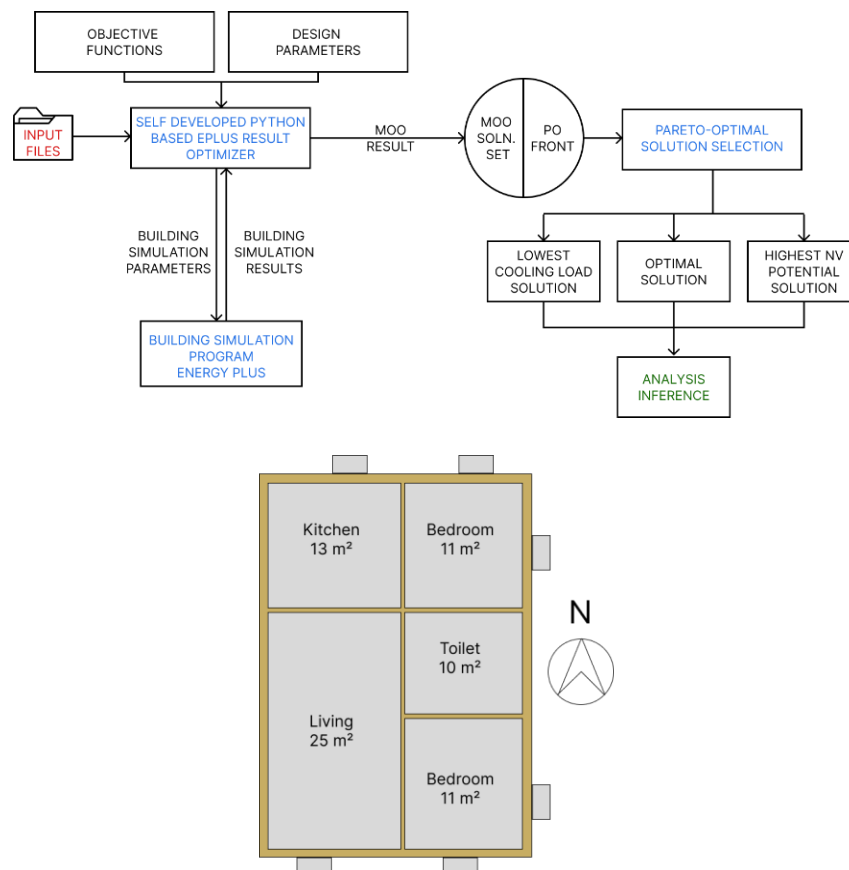 OBJECTIVE
FUNCTIONS
DESIGN
PARAMETERS
INPUT
FILES
SELF DEVELOPED PYTHON
BASED EPLUS RESULT
OPTIMIZER
MOO
RESULT
MOO
SOLN.
SET
PO
FRONT
PARETO-OPTIMAL
SOLUTION SELECTION
BUILDING
SIMULATION
PARAMETERS
BUILDING
SIMULATION
RESULTS
LOWEST
COOLING LOAD
SOLUTION
OPTIMAL
SOLUTION
HIGHEST NV
POTENTIAL
SOLUTION
BUILDING SIMULATION
PROGRAM
ENERGY PLUS
ANALYSIS
INFERENCE
Kitchen
13 m²
Bedroom
11 m²
N
Toilet
10 m²
Living
25 m²
Bedroom
11 m²